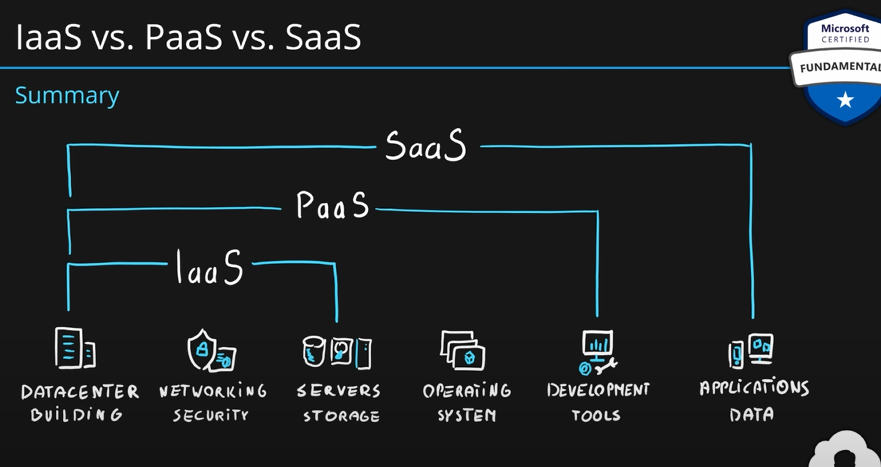 IaaS vs. PaaS vs. SaaS
Microsoft
CERTIFIED
FUNDAMENTAL
Summary
SaaS
PaaS
IaaS
DATACENTER BUILDING
NETWORKING SECURITY
SERVERS STORAGE
OPERATING SYSTEM
DEVELOPMENT TOOLS
APPLICATIONS DATA